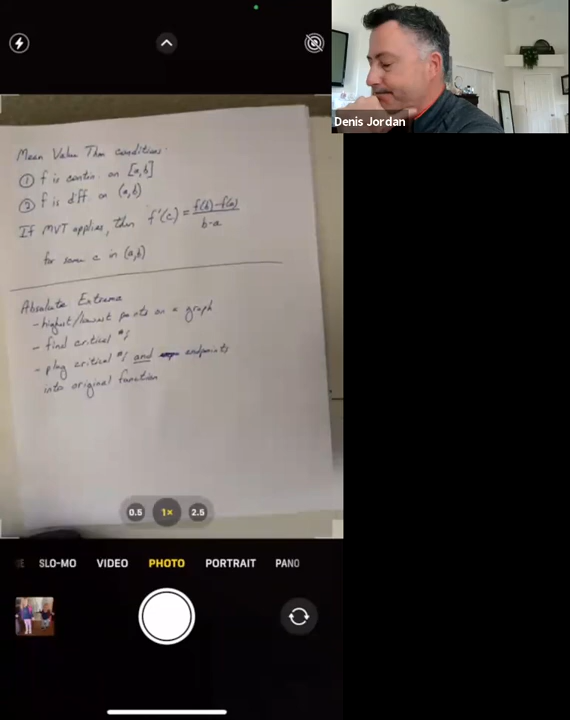 Denis Jordan
Mean Value Thm conditions:
① f is contin. on [a,b]
② f is diff. on (a,b)
If MVT applies, then f'(c) = f(b)-f(a) / b-a
for some c in (a,b)
Absolute Extrema
- highest/lowest points on a graph
- find critical #s
- plug critical #s and endpoints
into original function
0.5 1× 2.5
SLO-MO VIDEO PHOTO PORTRAIT PANO